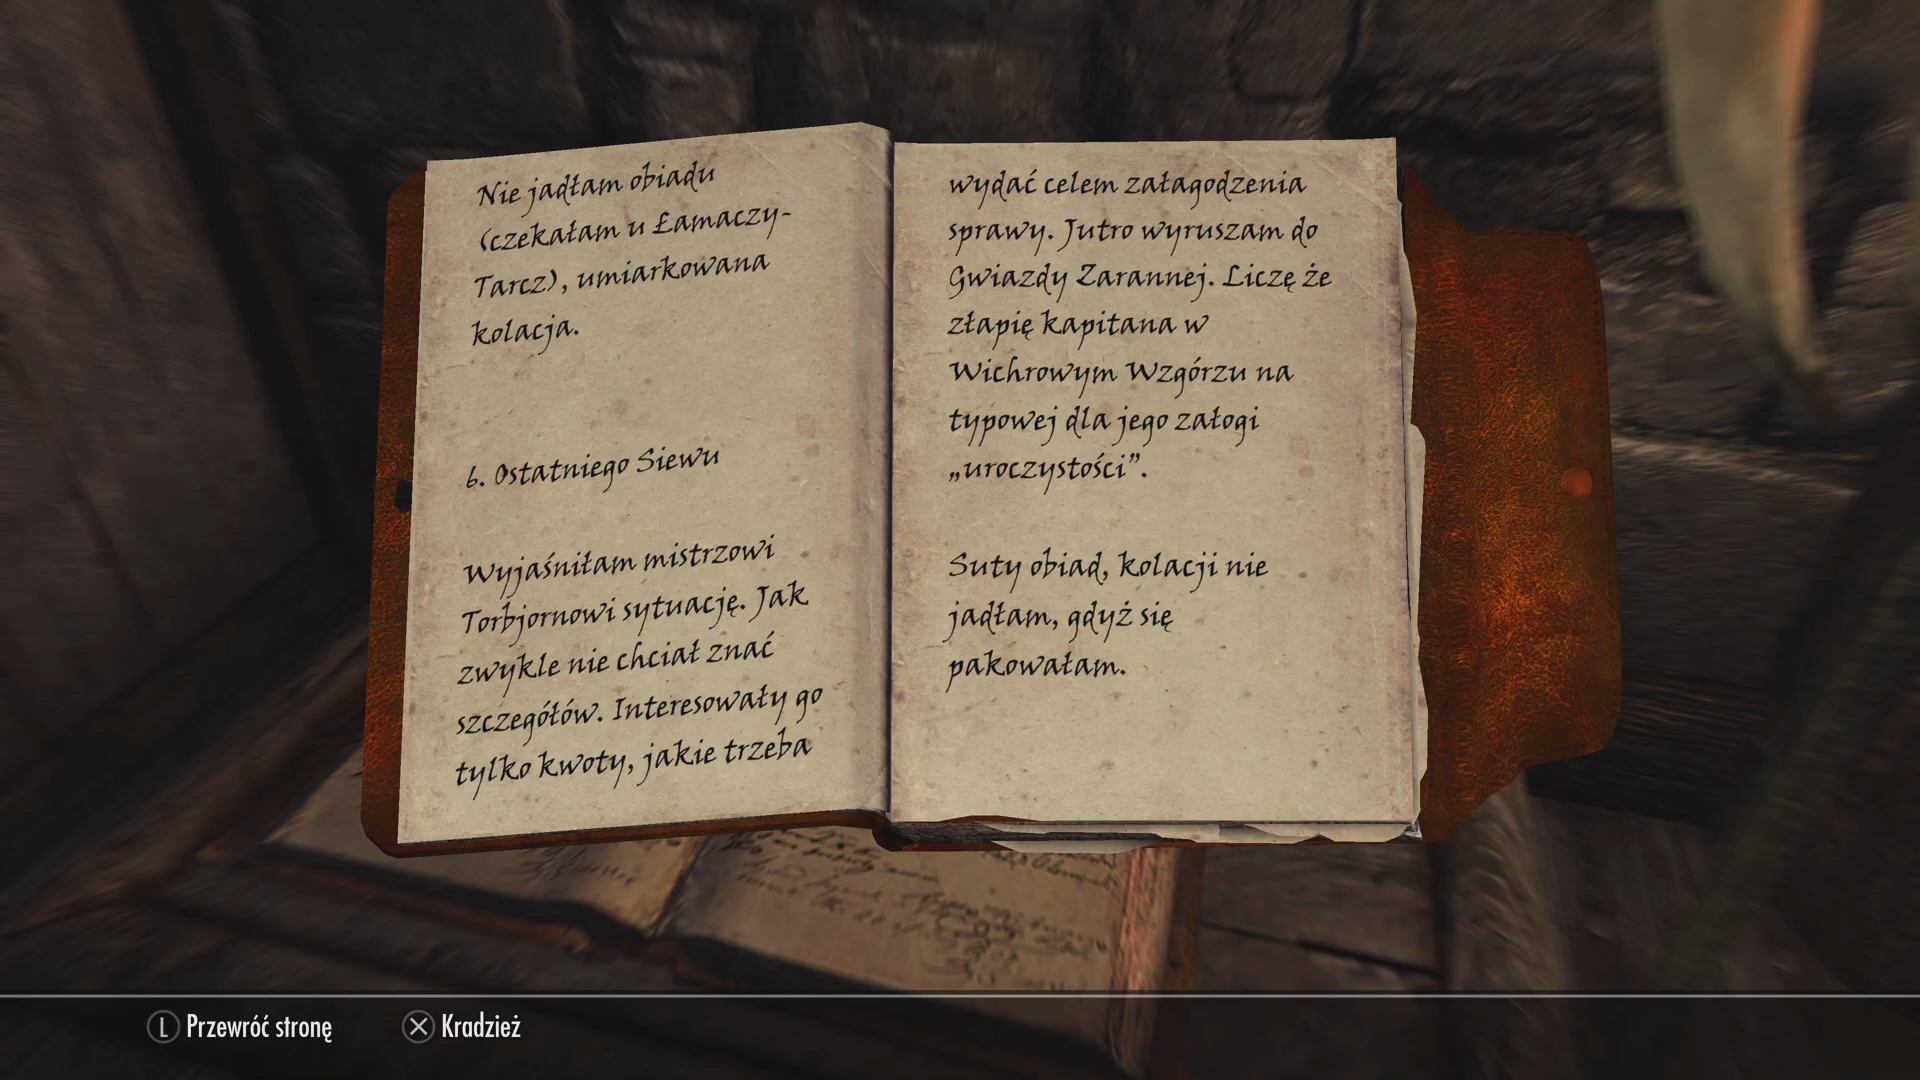 Nie jadłam obiadu
(czekałam u Łamaczy-
Tarcz), umiarkowana
kolacja.
6. Ostatniego Siewu
Wyjaśniłam mistrzowi
Torbjornowi sytuację. Jak
zwykle nie chciał znać
szczegółów. Interesowały go
tylko kwoty, jakie trzeba
wydać celem załagodzenia
sprawy. Jutro wyruszam do
Gwiazdy Zarannej. Liczę że
złapię kapitana w
Wichrowym Wzgórzu na
typowej dla jego załogi
„uroczystości”.
Suty obiad, kolacji nie
jadłam, gdyż się
pakowałam.
L Przewróć stronę
X Kradzież